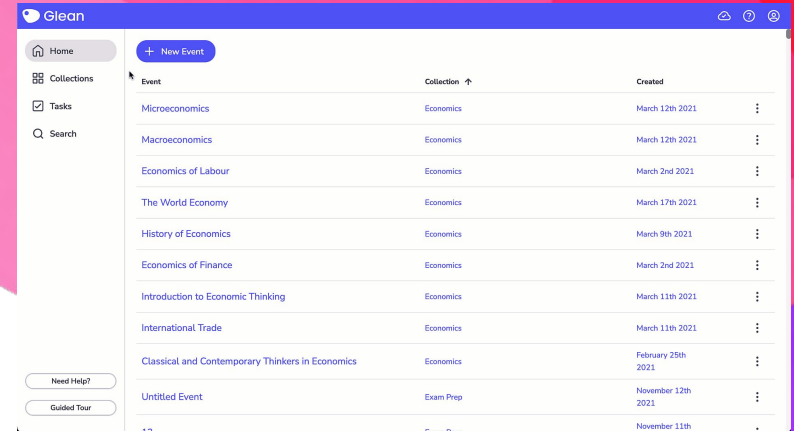 Glean
Home
Collections
Tasks
Search
Need Help?
Guided Tour
+ New Event
Event Collection Created
Microeconomics Economics March 12th 2021
Macroeconomics Economics March 12th 2021
Economics of Labour Economics March 2nd 2021
The World Economy Economics March 17th 2021
History of Economics Economics March 9th 2021
Economics of Finance Economics March 2nd 2021
Introduction to Economic Thinking Economics March 11th 2021
International Trade Economics March 11th 2021
Classical and Contemporary Thinkers in Economics Economics February 25th
2021
Untitled Event Exam Prep November 12th
2021
November 11th